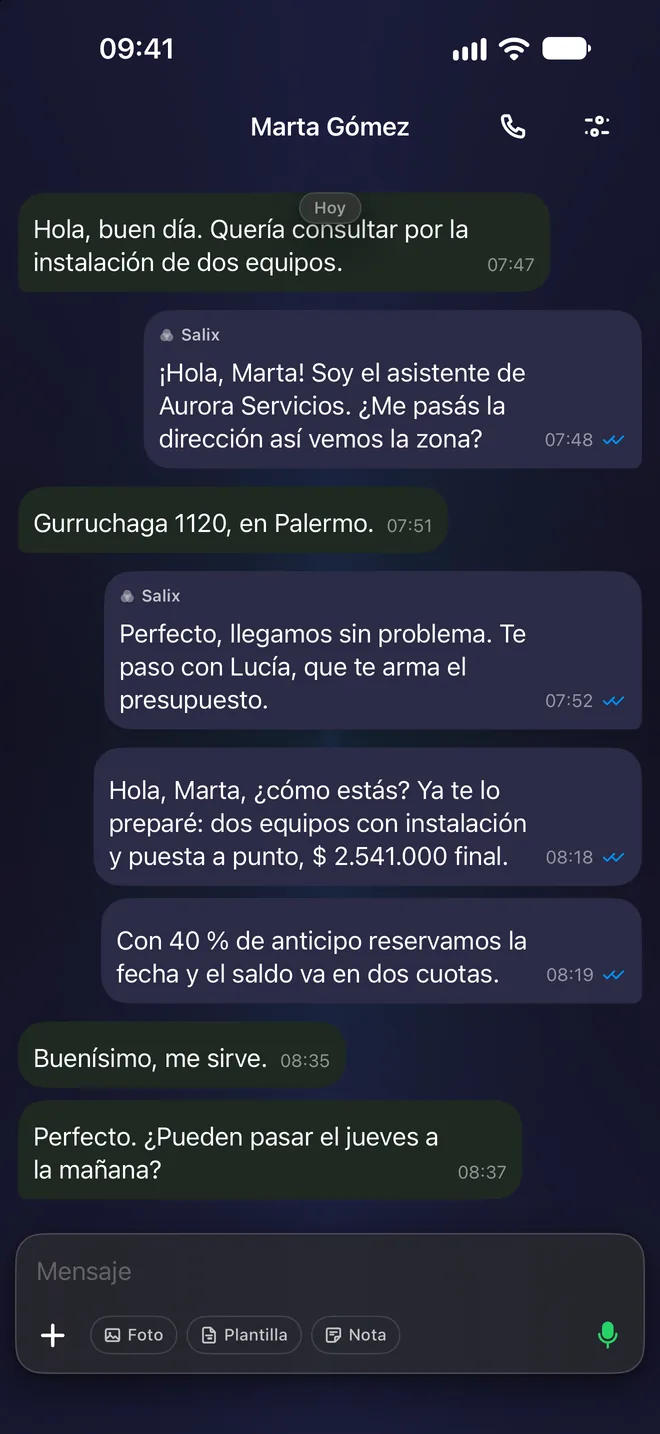 09:41
Marta Gómez
Hoy
Hola, buen día. Quería consultar por la
instalación de dos equipos.
07:47
Salix
¡Hola, Marta! Soy el asistente de
Aurora Servicios. ¿Me pasás la
dirección así vemos la zona?
07:48
Gurruchaga 1120, en Palermo.
07:51
Salix
Perfecto, llegamos sin problema. Te
paso con Lucía, que te arma el
presupuesto.
07:52
Hola, Marta, ¿cómo estás? Ya te lo
preparé: dos equipos con instalación
y puesta a punto, $ 2.541.000 final.
08:18
Con 40 % de anticipo reservamos la
fecha y el saldo va en dos cuotas.
08:19
Buenísimo, me sirve.
08:35
Perfecto. ¿Pueden pasar el jueves a
la mañana?
08:37
Mensaje
Foto
Plantilla
Nota